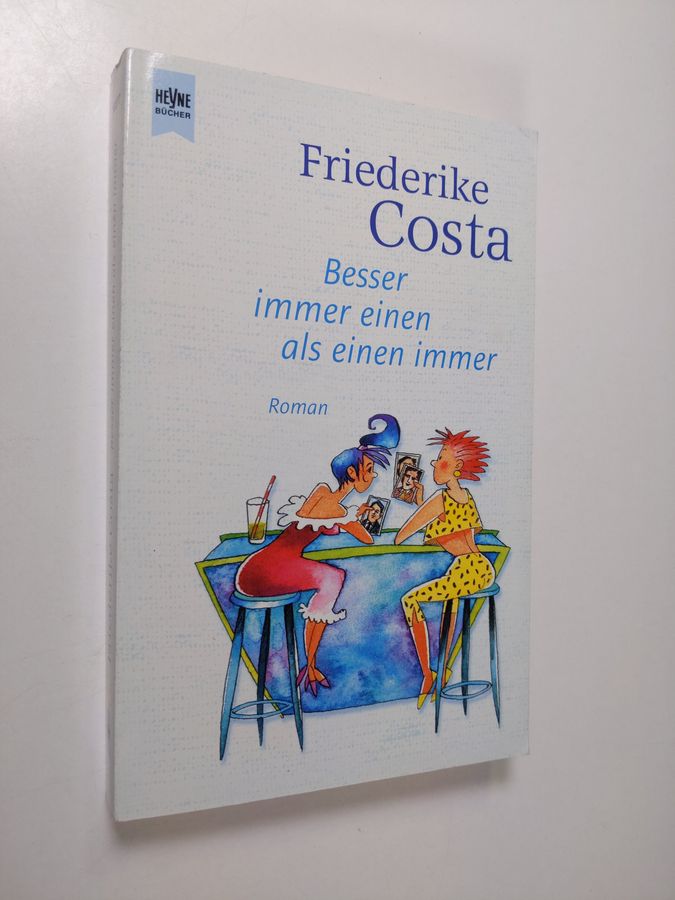 HEYNE
BÜCHER
Friederike
Costa
Besser
immer einen
als einen immer
Roman